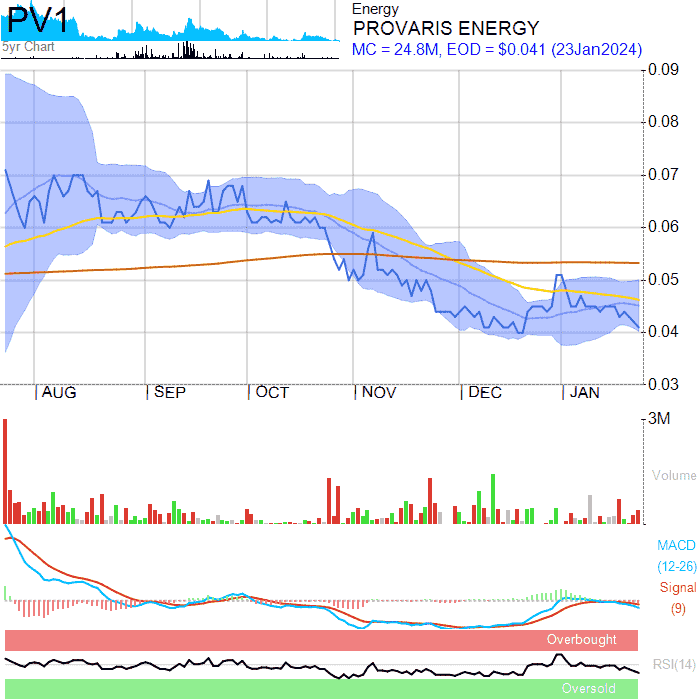 PV1
5yr Chart
Energy
PROVARIS ENERGY
MC = 24.8M, EOD = $0.041 (23Jan2024)
0.09
0.08
0.07
0.06
0.05
0.04
0.03
AUG SEP OCT NOV DEC JAN
3M
Volume
MACD
(12-26)
Signal
(9)
Overbought
RSI(14)
Oversold